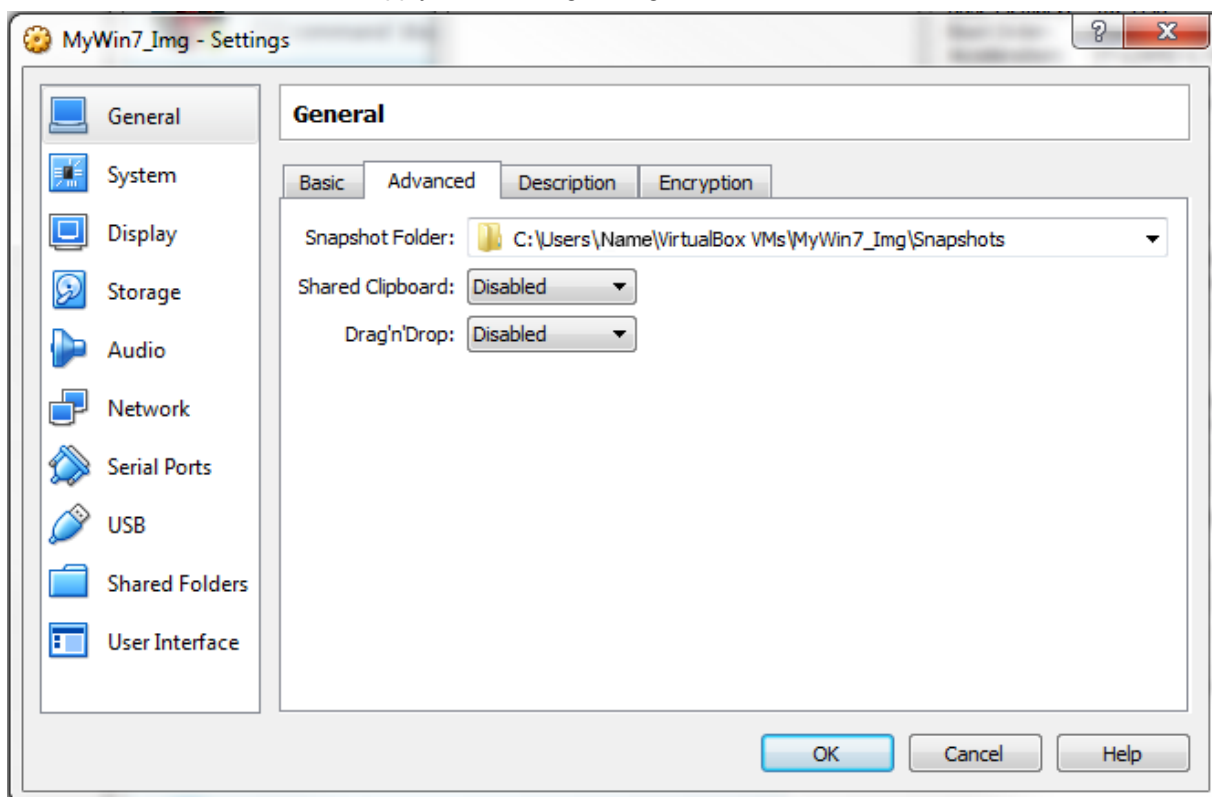 MyWin7_Img - Settings
General
System
Display
Storage
Audio
Network
Serial Ports
USB
Shared Folders
User Interface
General
Basic Advanced Description Encryption
Snapshot Folder: C:\Users\Name\VirtualBox VMs\MyWin7_Img\Snapshots
Shared Clipboard: Disabled
Drag'n'Drop: Disabled
OK Cancel Help